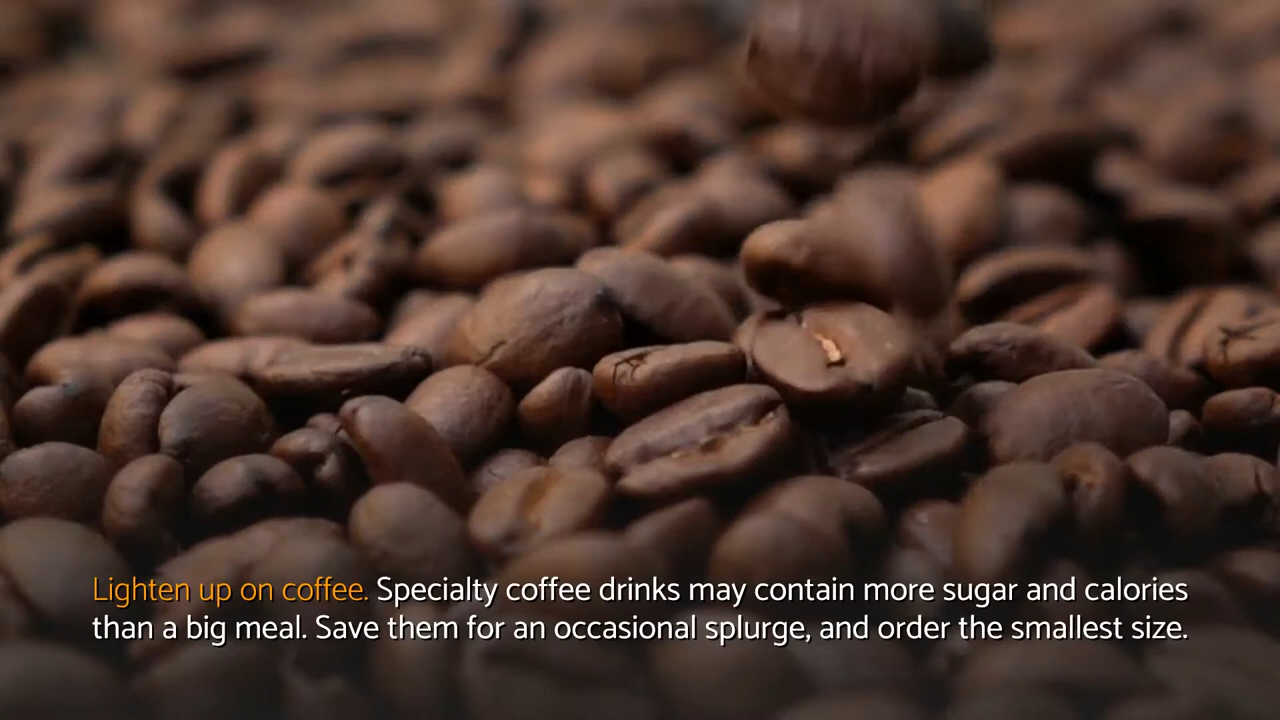 Lighten up on coffee. Specialty coffee drinks may contain more sugar and calories
than a big meal. Save them for an occasional splurge, and order the smallest size.